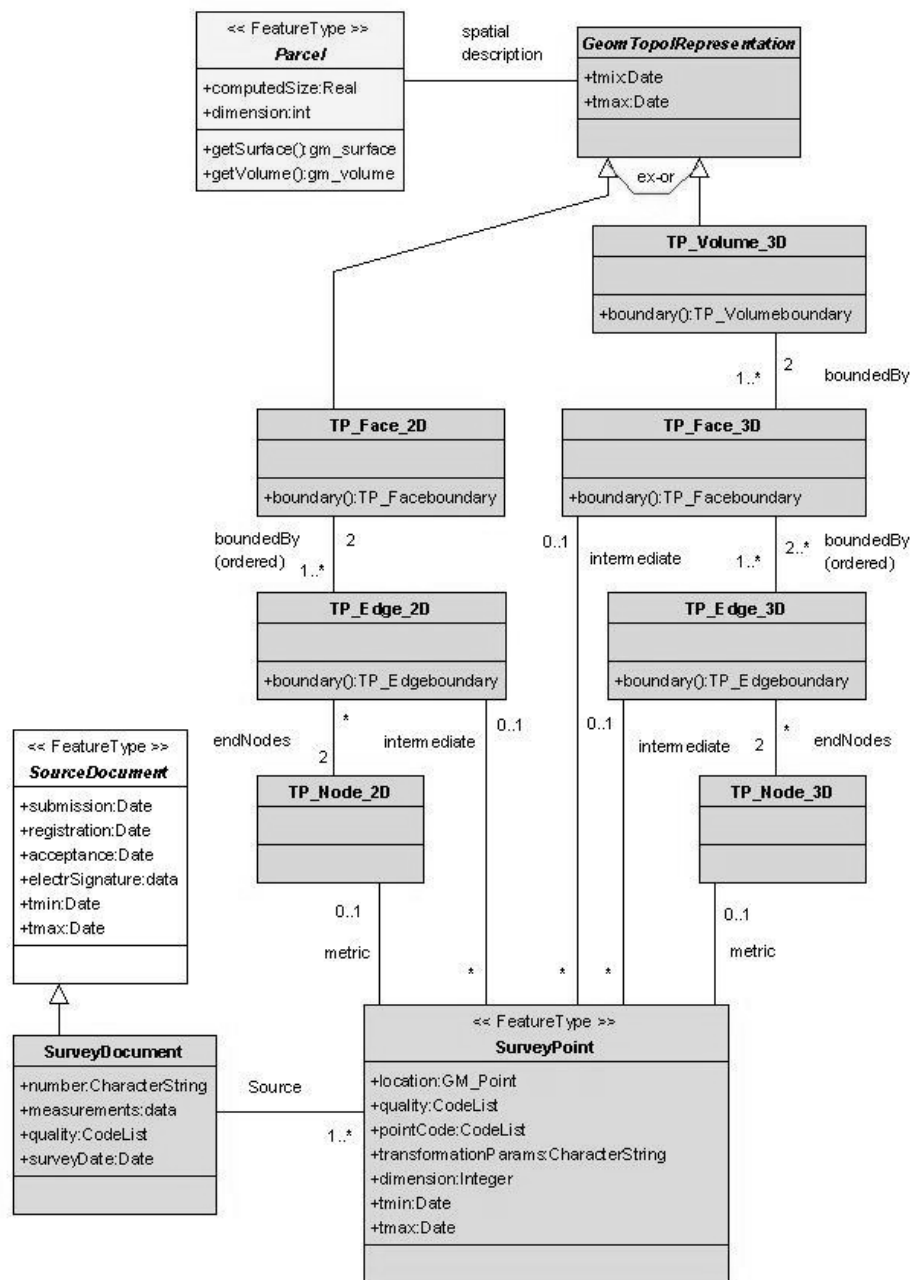 << FeatureType >>
Parcel
+computedSize:Real
+dimension:int
+getSurface():gm_surface
+getVolume():gm_volume
spatial
description
GeomTopolRepresentation
+tmix:Date
+tmax:Date
ex-or
TP_Volume_3D
+boundary():TP_Volumeboundary
1..*
2
boundedBy
TP_Face_2D
+boundary():TP_Faceboundary
TP_Face_3D
+boundary():TP_Faceboundary
boundedBy
(ordered)
2
1..*
0..1
intermediate
1..*
2..*
boundedBy
(ordered)
TP_Edge_2D
+boundary():TP_Edgeboundary
TP_Edge_3D
+boundary():TP_Edgeboundary
endNodes
*
2
intermediate
0..1
0..1
intermediate
2
*
endNodes
<< FeatureType >>
SourceDocument
+submission:Date
+registration:Date
+acceptance:Date
+electrSignature:data
+tmin:Date
+tmax:Date
TP_Node_2D
TP_Node_3D
0..1
metric
*
*
*
0..1
metric
SurveyDocument
+number:CharacterString
+measurements:data
+quality:CodeList
+surveyDate:Date
Source
1..*
<< FeatureType >>
SurveyPoint
+location:GM_Point
+quality:CodeList
+pointCode:CodeList
+transformationParams:CharacterString
+dimension:Integer
+tmin:Date
+tmax:Date